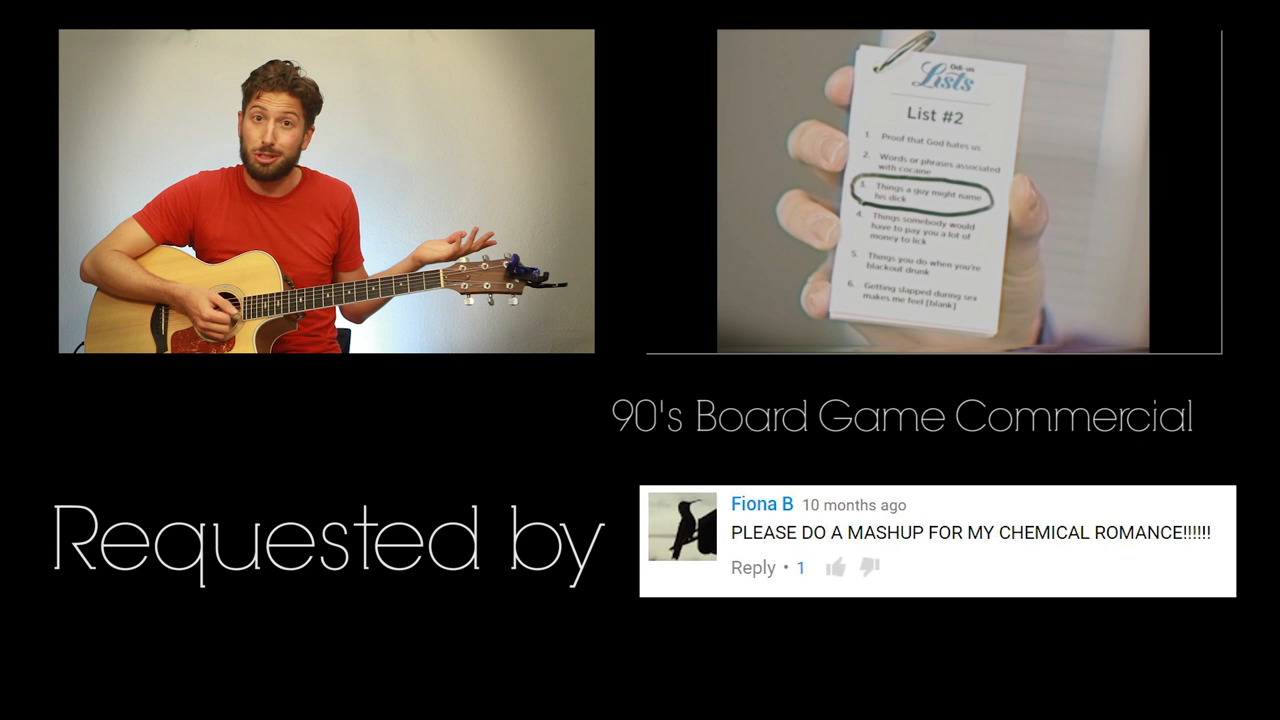 Odi·us
Lists
List #2
1. Proof that God hates us
2. Words or phrases associated
with cocaine
3. Things a guy might name
his dick
4. Things somebody would
have to pay you a lot of
money to lick
5. Things you do when you're
blackout drunk
6. Getting slapped during sex
makes me feel [blank]
90's Board Game Commercial
Requested by
Fiona B 10 months ago
PLEASE DO A MASHUP FOR MY CHEMICAL ROMANCE!!!!!!
Reply • 1